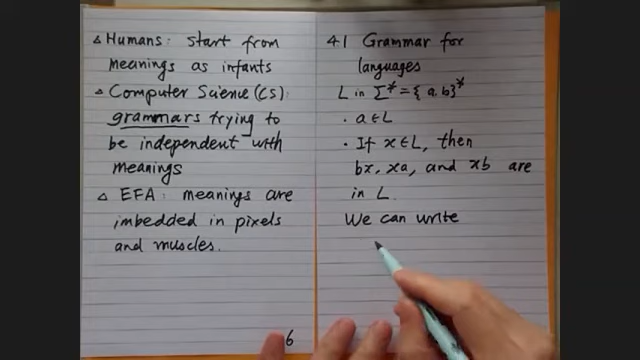 △ Humans: start from
meanings as infants
△ Computer Science (CS):
grammars trying to
be independent with
meanings
△ EFA: meanings are
imbedded in pixels
and muscles.
6
4.1 Grammar for
languages
L in Σ* = {a, b}*
· a ∈ L
· If x ∈ L, then
bx, xa, and xb are
in L.
We can write